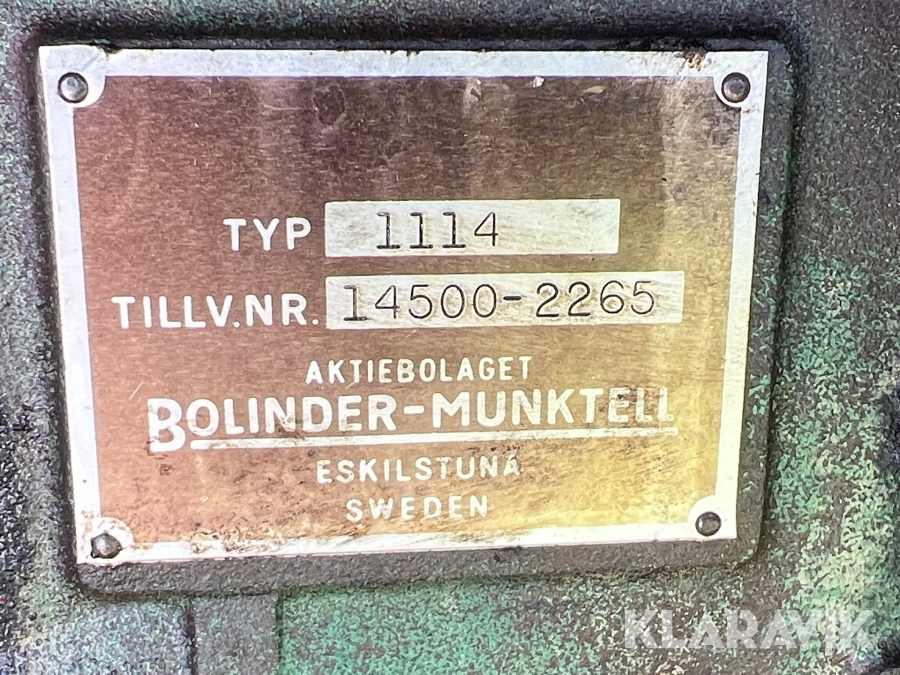 TYP 1114
TILLV.NR. 14500-2265
AKTIEBOLAGET
BOLINDER-MUNKTELL
ESKILSTUNA
SWEDEN
KLARAVIK